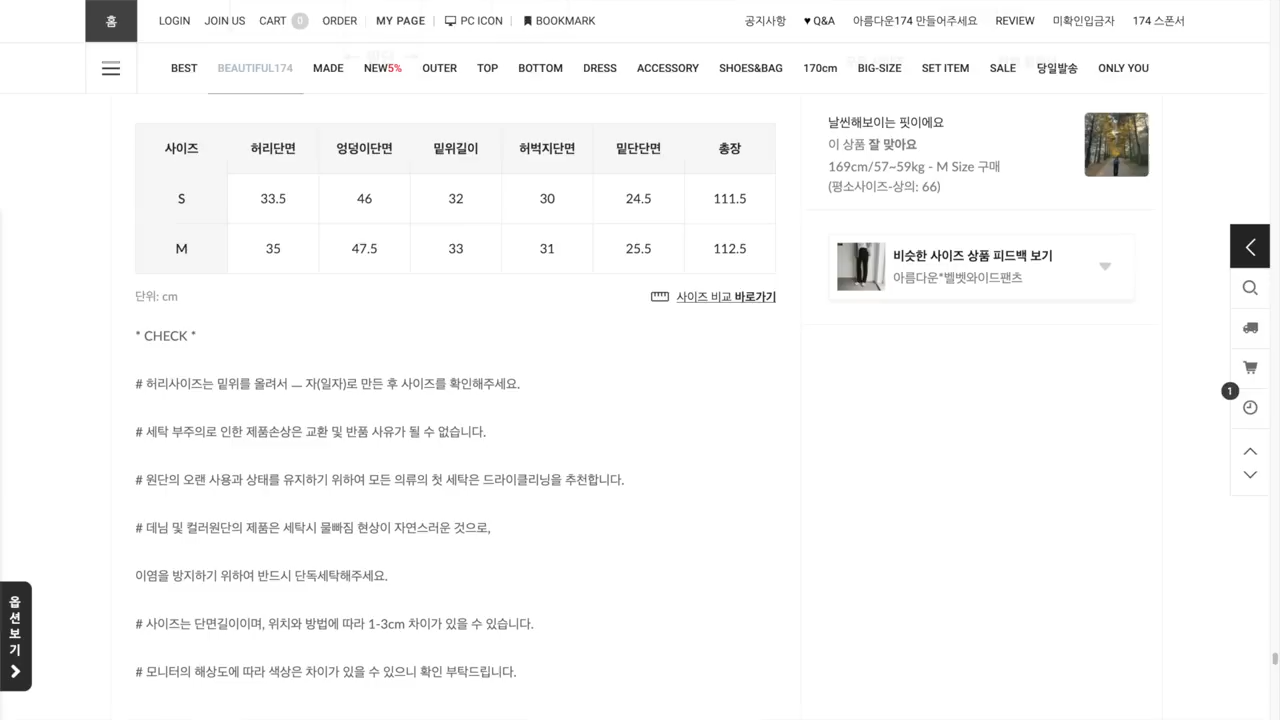 홈 LOGIN JOIN US CART 0 ORDER MY PAGE PC ICON BOOKMARK 공지사항 ♥ Q&A 아름다운174 만들어주세요 REVIEW 미확인입금자 174 스폰서
BEST BEAUTIFUL174 MADE NEW5% OUTER TOP BOTTOM DRESS ACCESSORY SHOES&BAG 170cm BIG-SIZE SET ITEM SALE 당일발송 ONLY YOU
사이즈 허리단면 엉덩이단면 밑위길이 허벅지단면 밑단단면 총장
S 33.5 46 32 30 24.5 111.5
M 35 47.5 33 31 25.5 112.5
단위: cm
사이즈 비교 바로가기
* CHECK *
# 허리사이즈는 밑위를 올려서 ㅡ 자(일자)로 만든 후 사이즈를 확인해주세요.
# 세탁 부주의로 인한 제품손상은 교환 및 반품 사유가 될 수 없습니다.
# 원단의 오랜 사용과 상태를 유지하기 위하여 모든 의류의 첫 세탁은 드라이클리닝을 추천합니다.
# 데님 및 컬러원단의 제품은 세탁시 물빠짐 현상이 자연스러운 것으로,
이염을 방지하기 위하여 반드시 단독세탁해주세요.
# 사이즈는 단면길이이며, 위치와 방법에 따라 1-3cm 차이가 있을 수 있습니다.
# 모니터의 해상도에 따라 색상은 차이가 있을 수 있으니 확인 부탁드립니다.
날씬해보이는 핏이에요
이 상품 잘 맞아요
169cm/57~59kg - M Size 구매
(평소사이즈-상의: 66)
비슷한 사이즈 상품 피드백 보기
아름다운*벨벳와이드팬츠
1
옵션보기